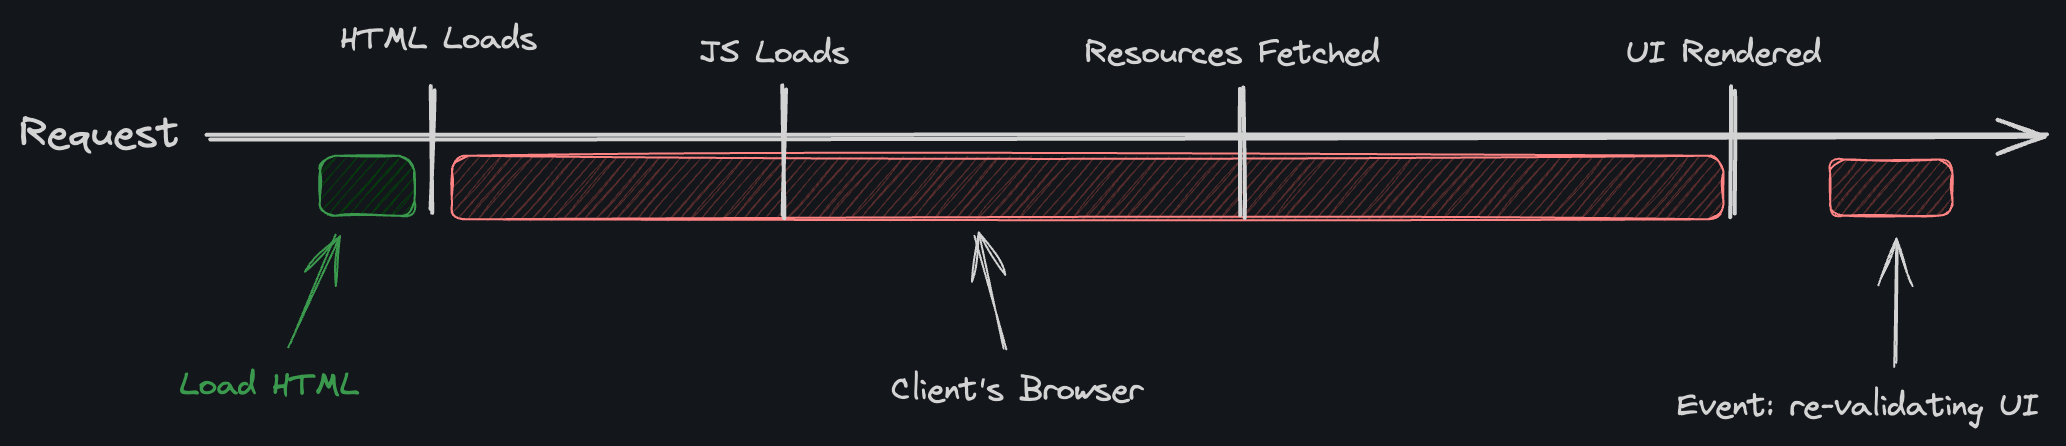 HTML Loads
JS Loads
Resources Fetched
UI Rendered
Request
Load HTML
Client's Browser
Event: re-validating UI